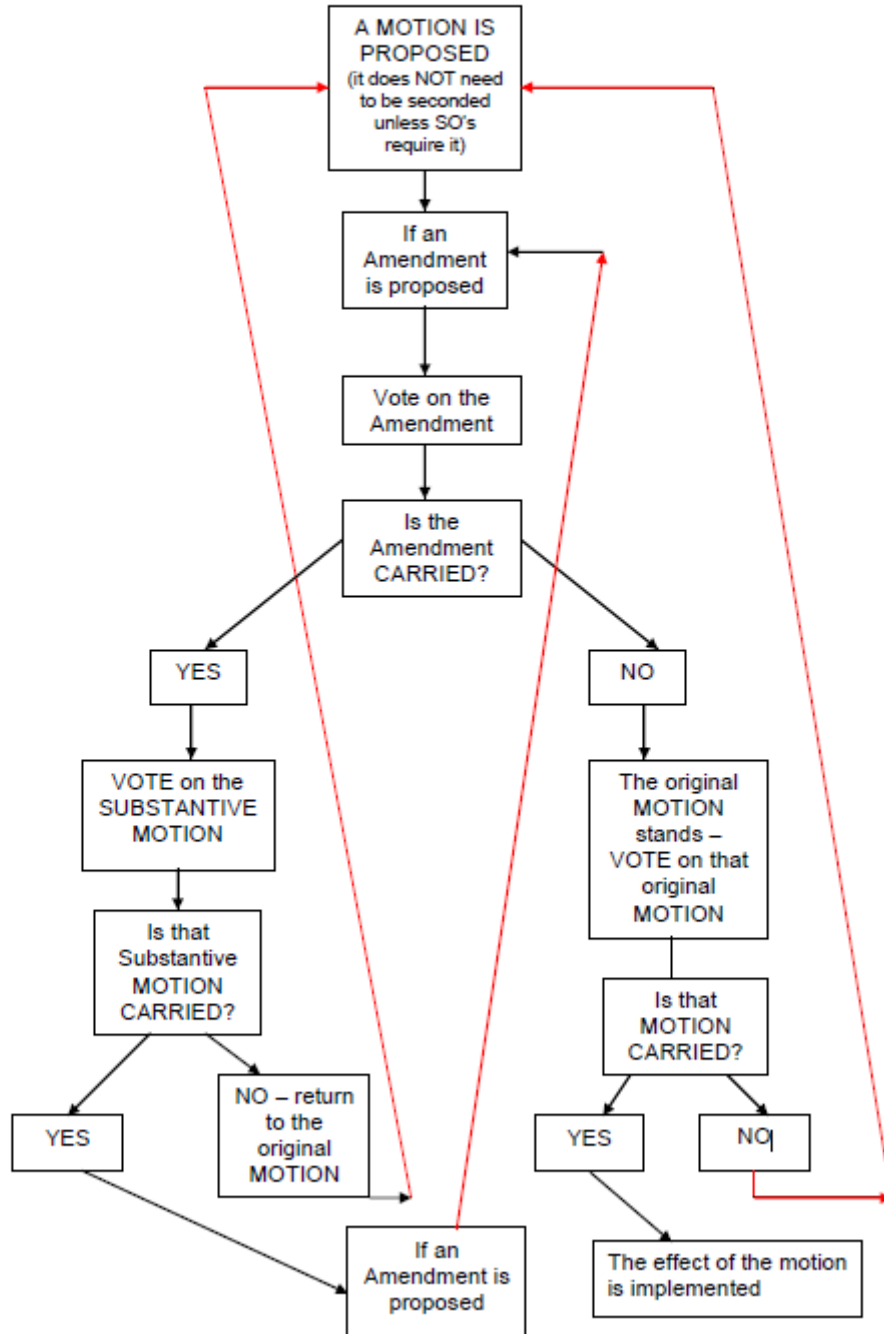 A MOTION IS
PROPOSED
(it does NOT need
to be seconded
unless SO's
require it)
If an
Amendment
is proposed
Vote on the
Amendment
Is the
Amendment
CARRIED?
YES
NO
VOTE on the
SUBSTANTIVE
MOTION
The original
MOTION
stands –
VOTE on that
original
MOTION
Is that
Substantive
MOTION
CARRIED?
Is that
MOTION
CARRIED?
YES
NO – return
to the
original
MOTION
YES
NO
If an
Amendment is
proposed
The effect of the motion
is implemented